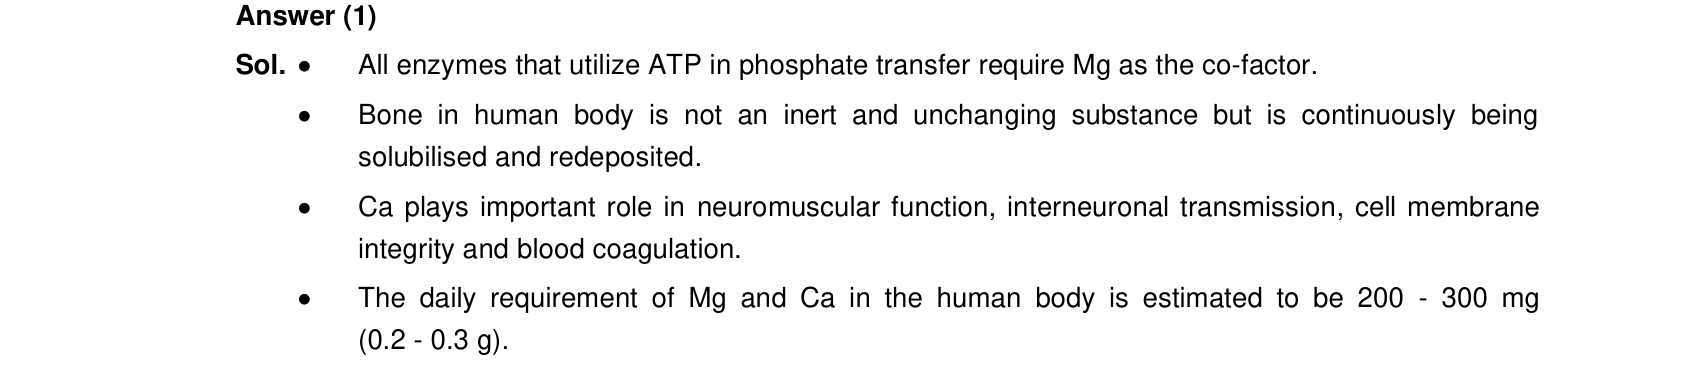 Answer (1)
Sol. • All enzymes that utilize ATP in phosphate transfer require Mg as the co-factor.
• Bone in human body is not an inert and unchanging substance but is continuously being
solubilised and redeposited.
• Ca plays important role in neuromuscular function, interneuronal transmission, cell membrane
integrity and blood coagulation.
• The daily requirement of Mg and Ca in the human body is estimated to be 200 - 300 mg
(0.2 - 0.3 g).